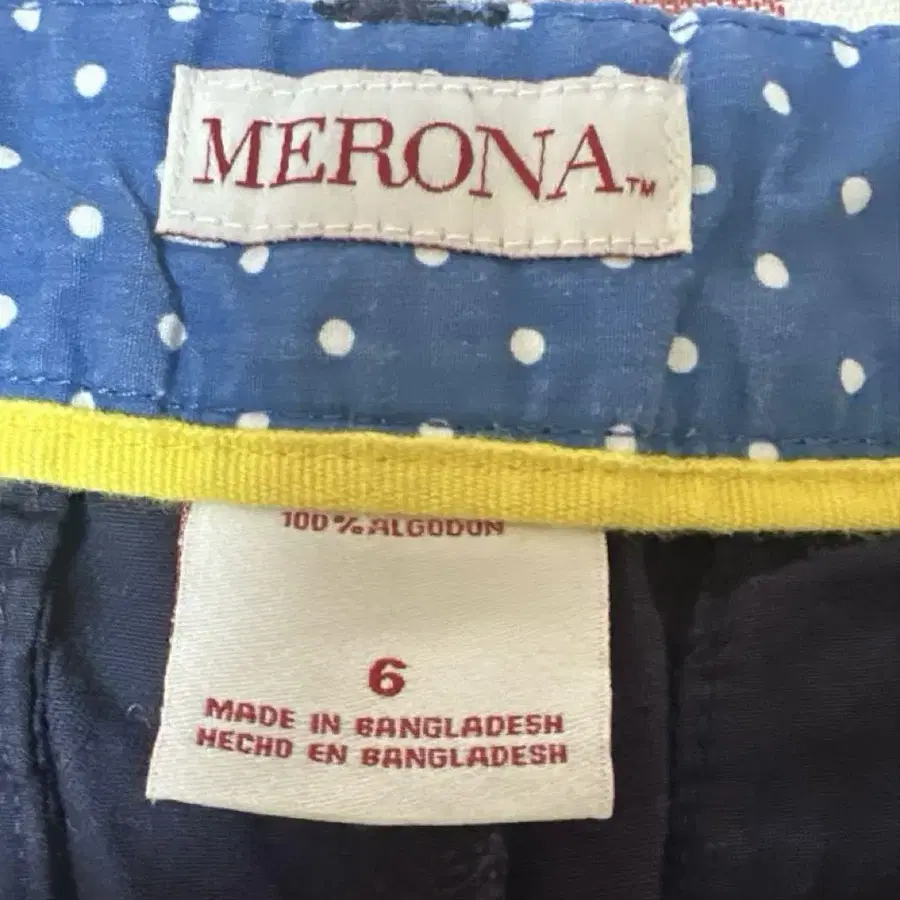 MERONA™
100% ALGODON
6
MADE IN BANGLADESH
HECHO EN BANGLADESH